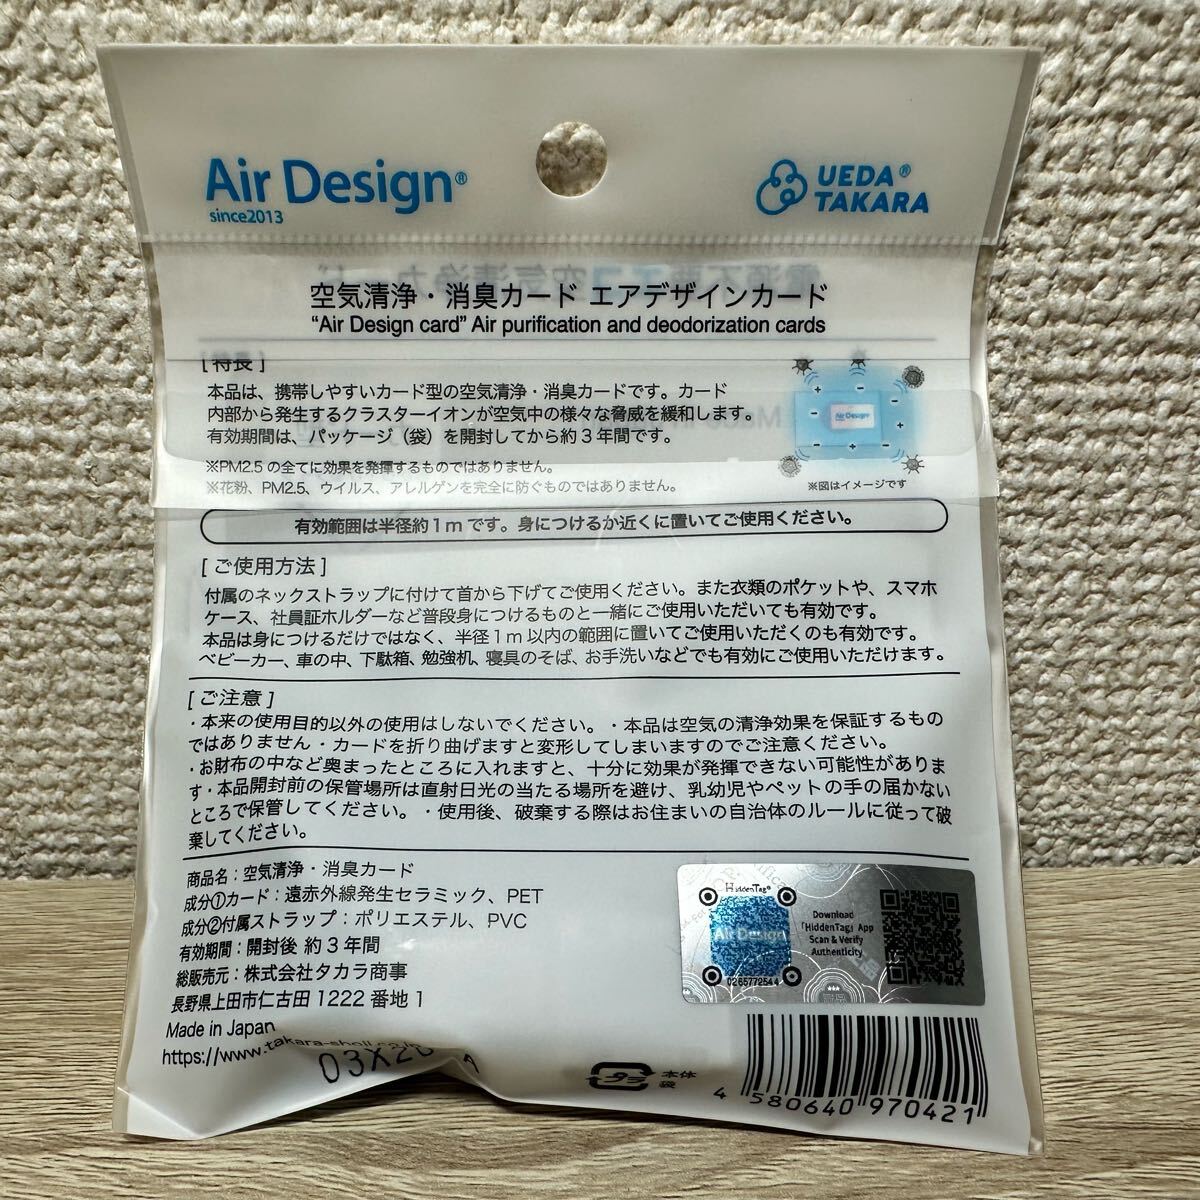 Air Design®
since2013
UEDA®
TAKARA
空気清浄・消臭カード エアデザインカード
“Air Design card” Air purification and deodorization cards
[ 特長 ]
本品は、携帯しやすいカード型の空気清浄・消臭カードです。カード
内部から発生するクラスターイオンが空気中の様々な脅威を緩和します。
有効期間は、パッケージ（袋）を開封してから約3年間です。
※PM2.5 の全てに効果を発揮するものではありません。
※花粉、PM2.5、ウイルス、アレルゲンを完全に防ぐものではありません。
Air Design
※図はイメージです
有効範囲は半径約1mです。身につけるか近くに置いてご使用ください。
[ ご使用方法 ]
付属のネックストラップに付けて首から下げてご使用ください。また衣類のポケットや、スマホ
ケース、社員証ホルダーなど普段身につけるものと一緒にご使用いただいても有効です。
本品は身につけるだけではなく、半径1m以内の範囲に置いてご使用いただくのも有効です。
ベビーカー、車の中、下駄箱、勉強机、寝具のそば、お手洗いなどでも有効にご使用いただけます。
[ ご注意 ]
・本来の使用目的以外の使用はしないでください。・本品は空気の清浄効果を保証するもの
ではありません・カードを折り曲げますと変形してしまいますのでご注意ください。
・お財布の中など奥まったところに入れますと、十分に効果が発揮できない可能性がありま
す・本品開封前の保管場所は直射日光の当たる場所を避け、乳幼児やペットの手の届かない
ところで保管してください。・使用後、破棄する際はお住まいの自治体のルールに従って破
棄してください。
商品名：空気清浄・消臭カード
成分①カード：遠赤外線発生セラミック、PET
成分②付属ストラップ：ポリエステル、PVC
有効期間：開封後 約3年間
総販売元：株式会社タカラ商事
長野県上田市仁古田 1222 番地 1
Made in Japan
https://www.takara-
03X20
HiddenTag®
Air Design
0265772544
Download
「HiddenTag」App
Scan & Verify
Authenticity
プラ
本体
袋
4 580640 970421